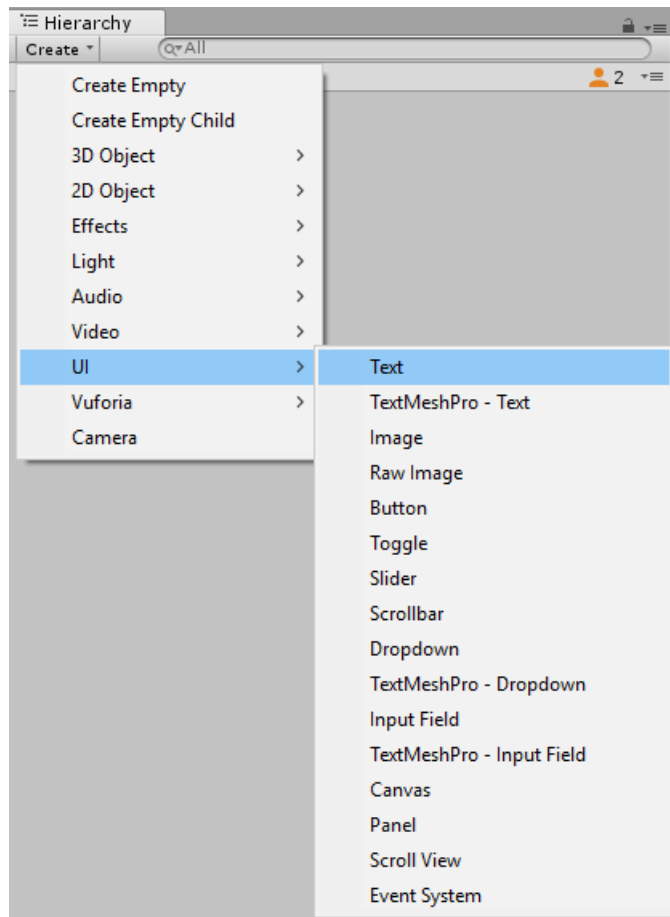 Hierarchy
Create All
2
Create Empty
Create Empty Child
3D Object
2D Object
Effects
Light
Audio
Video
UI
Vuforia
Camera
Text
TextMeshPro - Text
Image
Raw Image
Button
Toggle
Slider
Scrollbar
Dropdown
TextMeshPro - Dropdown
Input Field
TextMeshPro - Input Field
Canvas
Panel
Scroll View
Event System